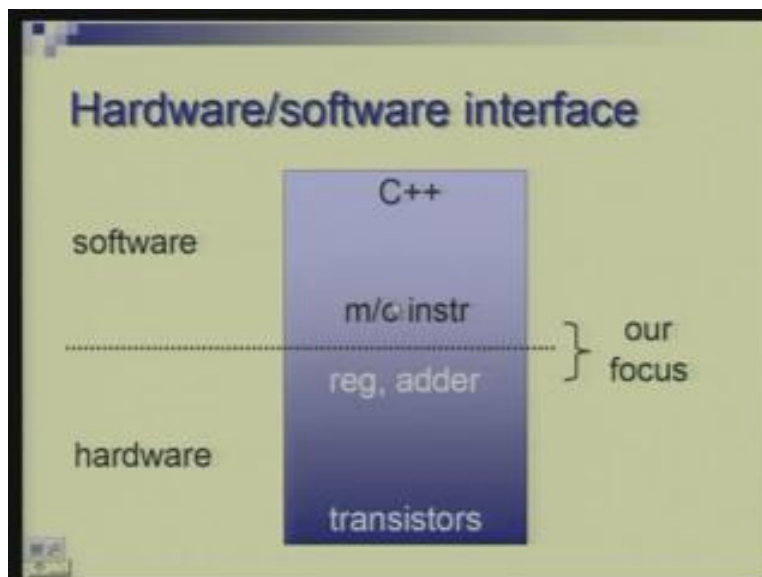 Hardware/software interface
C++
software
m/c instr
our
focus
reg, adder
hardware
transistors